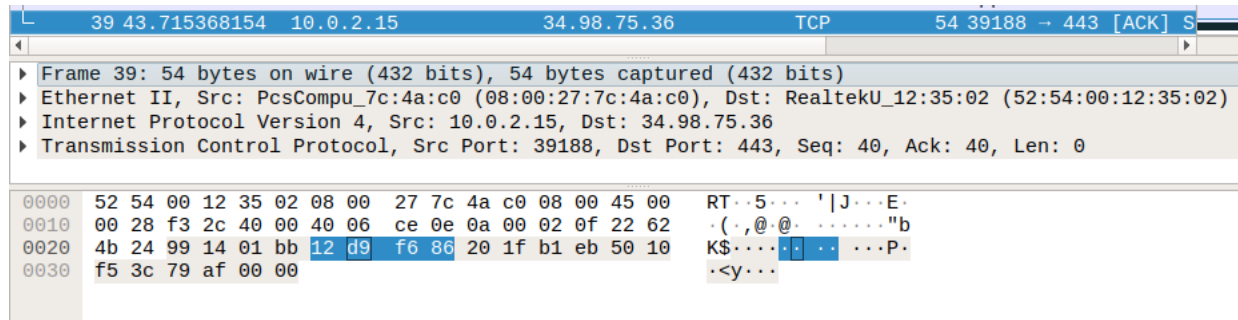 39 43.715368154 10.0.2.15 34.98.75.36 TCP 54 39188 → 443 [ACK] S
Frame 39: 54 bytes on wire (432 bits), 54 bytes captured (432 bits)
Ethernet II, Src: PcsCompu_7c:4a:c0 (08:00:27:7c:4a:c0), Dst: RealtekU_12:35:02 (52:54:00:12:35:02)
Internet Protocol Version 4, Src: 10.0.2.15, Dst: 34.98.75.36
Transmission Control Protocol, Src Port: 39188, Dst Port: 443, Seq: 40, Ack: 40, Len: 0
0000 52 54 00 12 35 02 08 00 27 7c 4a c0 08 00 45 00 RT··5··· '|J···E·
0010 00 28 f3 2c 40 00 40 06 ce 0e 0a 00 02 0f 22 62 ·(·,@·@· ······"b
0020 4b 24 99 14 01 bb 12 d9 f6 86 20 1f b1 eb 50 10 K$······ ······P·
0030 f5 3c 79 af 00 00 ·<y···